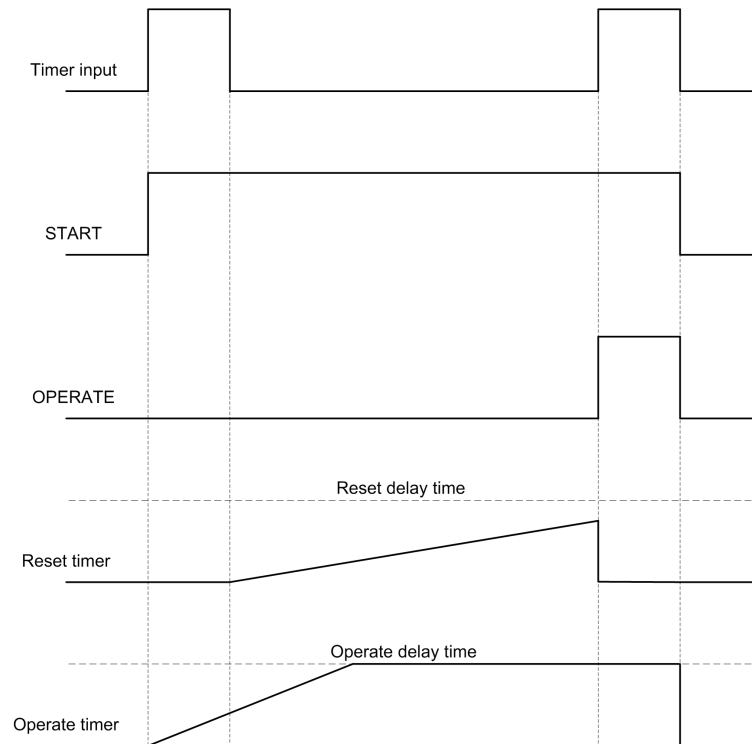 Timer input
START
OPERATE
Reset delay time
Reset timer
Operate delay time
Operate timer